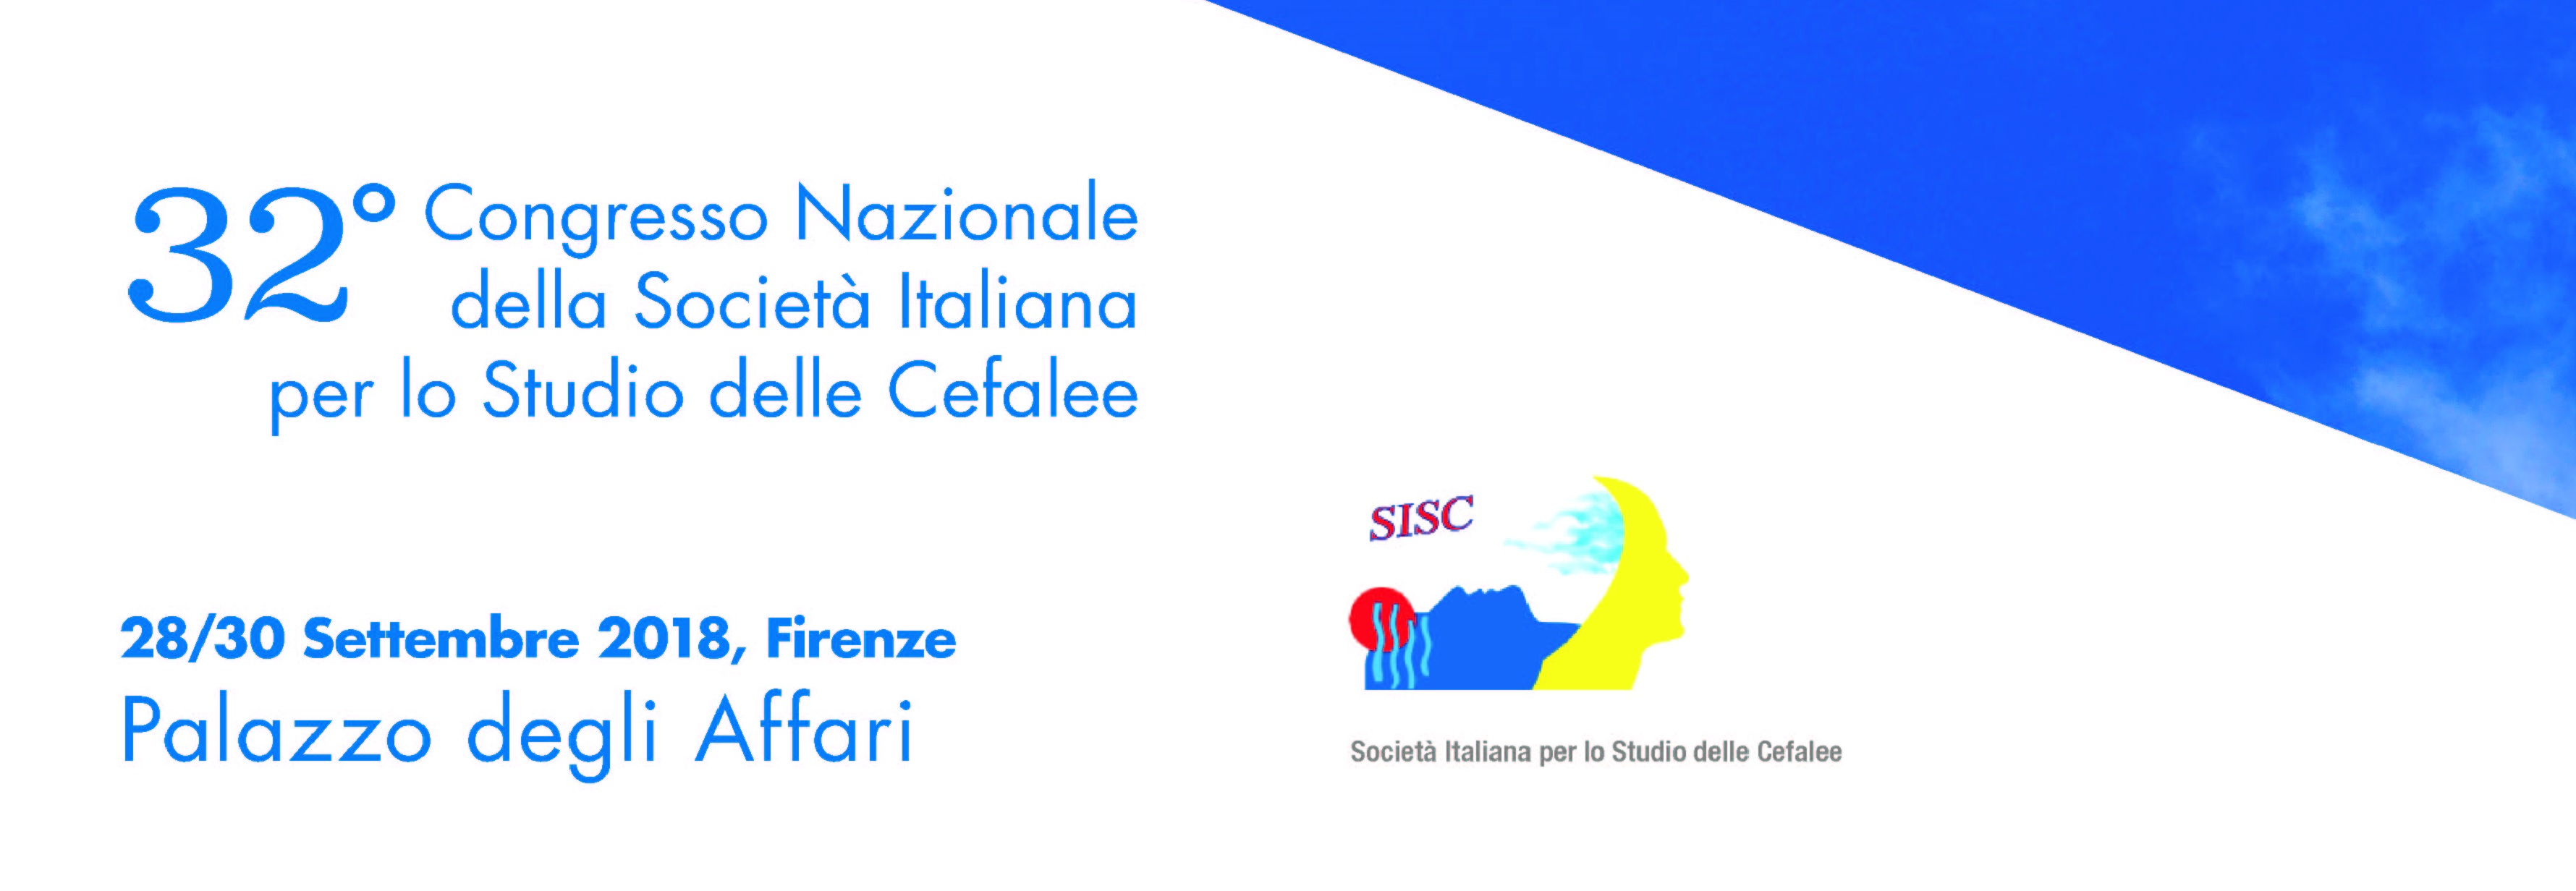 32° Congresso Nazionale
della Società Italiana
per lo Studio delle Cefalee
28/30 Settembre 2018, Firenze
Palazzo degli Affari
SISC
Società Italiana per lo Studio delle Cefalee